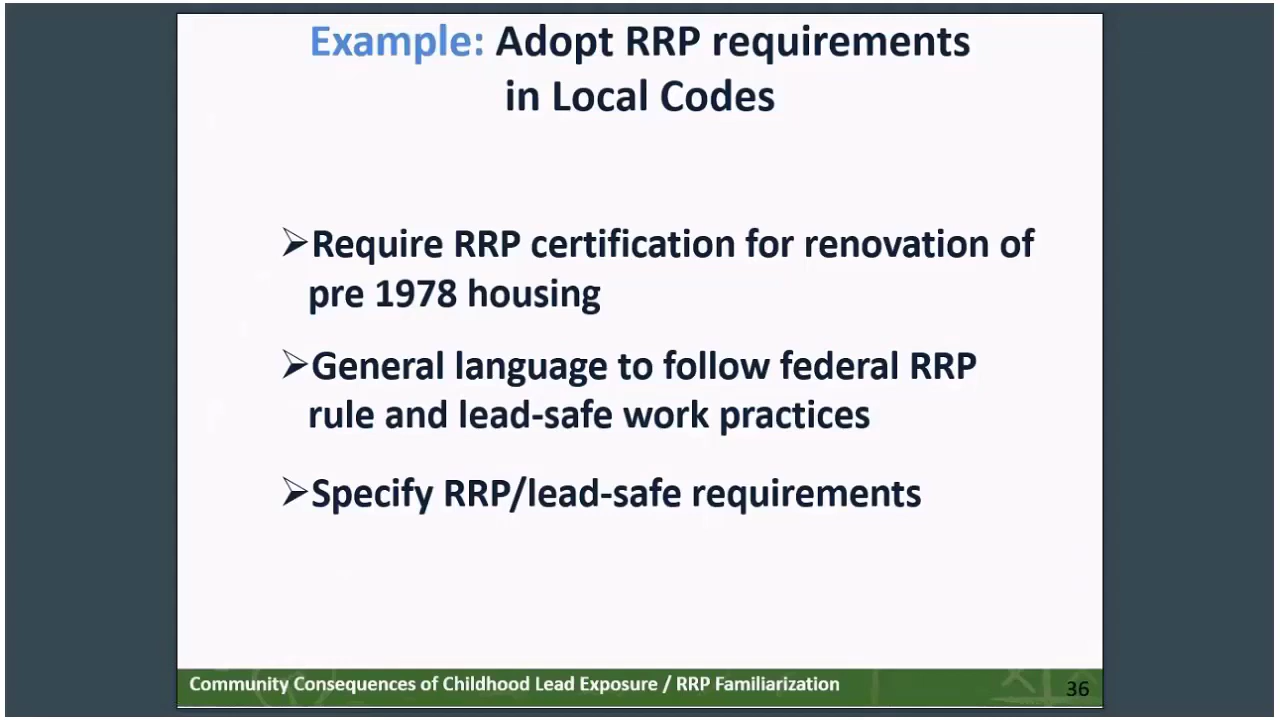 Example: Adopt RRP requirements
in Local Codes
➢Require RRP certification for renovation of
pre 1978 housing
➢General language to follow federal RRP
rule and lead-safe work practices
➢Specify RRP/lead-safe requirements
Community Consequences of Childhood Lead Exposure / RRP Familiarization
36